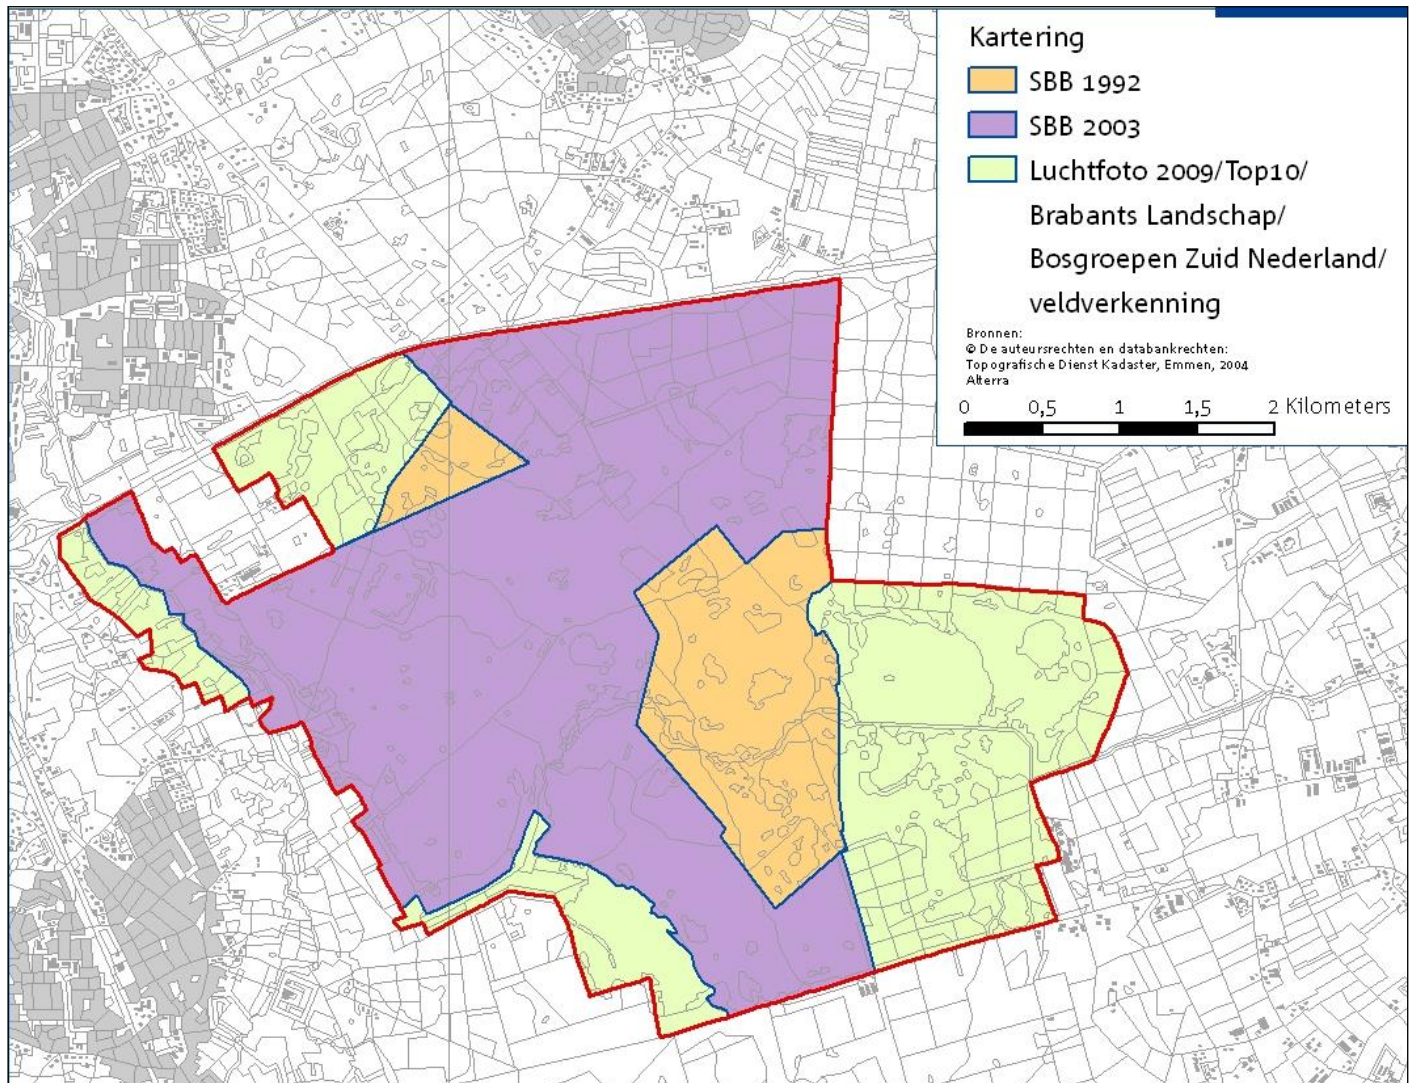 Kartering
SBB 1992
SBB 2003
Luchtfoto 2009/Top10/
Brabants Landschap/
Bosgroepen Zuid Nederland/
veldverkenning
Bronnen:
© De auteursrechten en databankrechten:
Topografische Dienst Kadaster, Emmen, 2004
Alterra
0 0,5 1 1,5 2 Kilometers